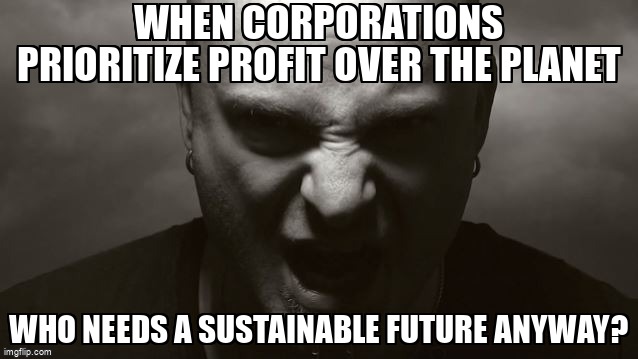 WHEN CORPORATIONS
PRIORITIZE PROFIT OVER THE PLANET
WHO NEEDS A SUSTAINABLE FUTURE ANYWAY?
imgflip.com